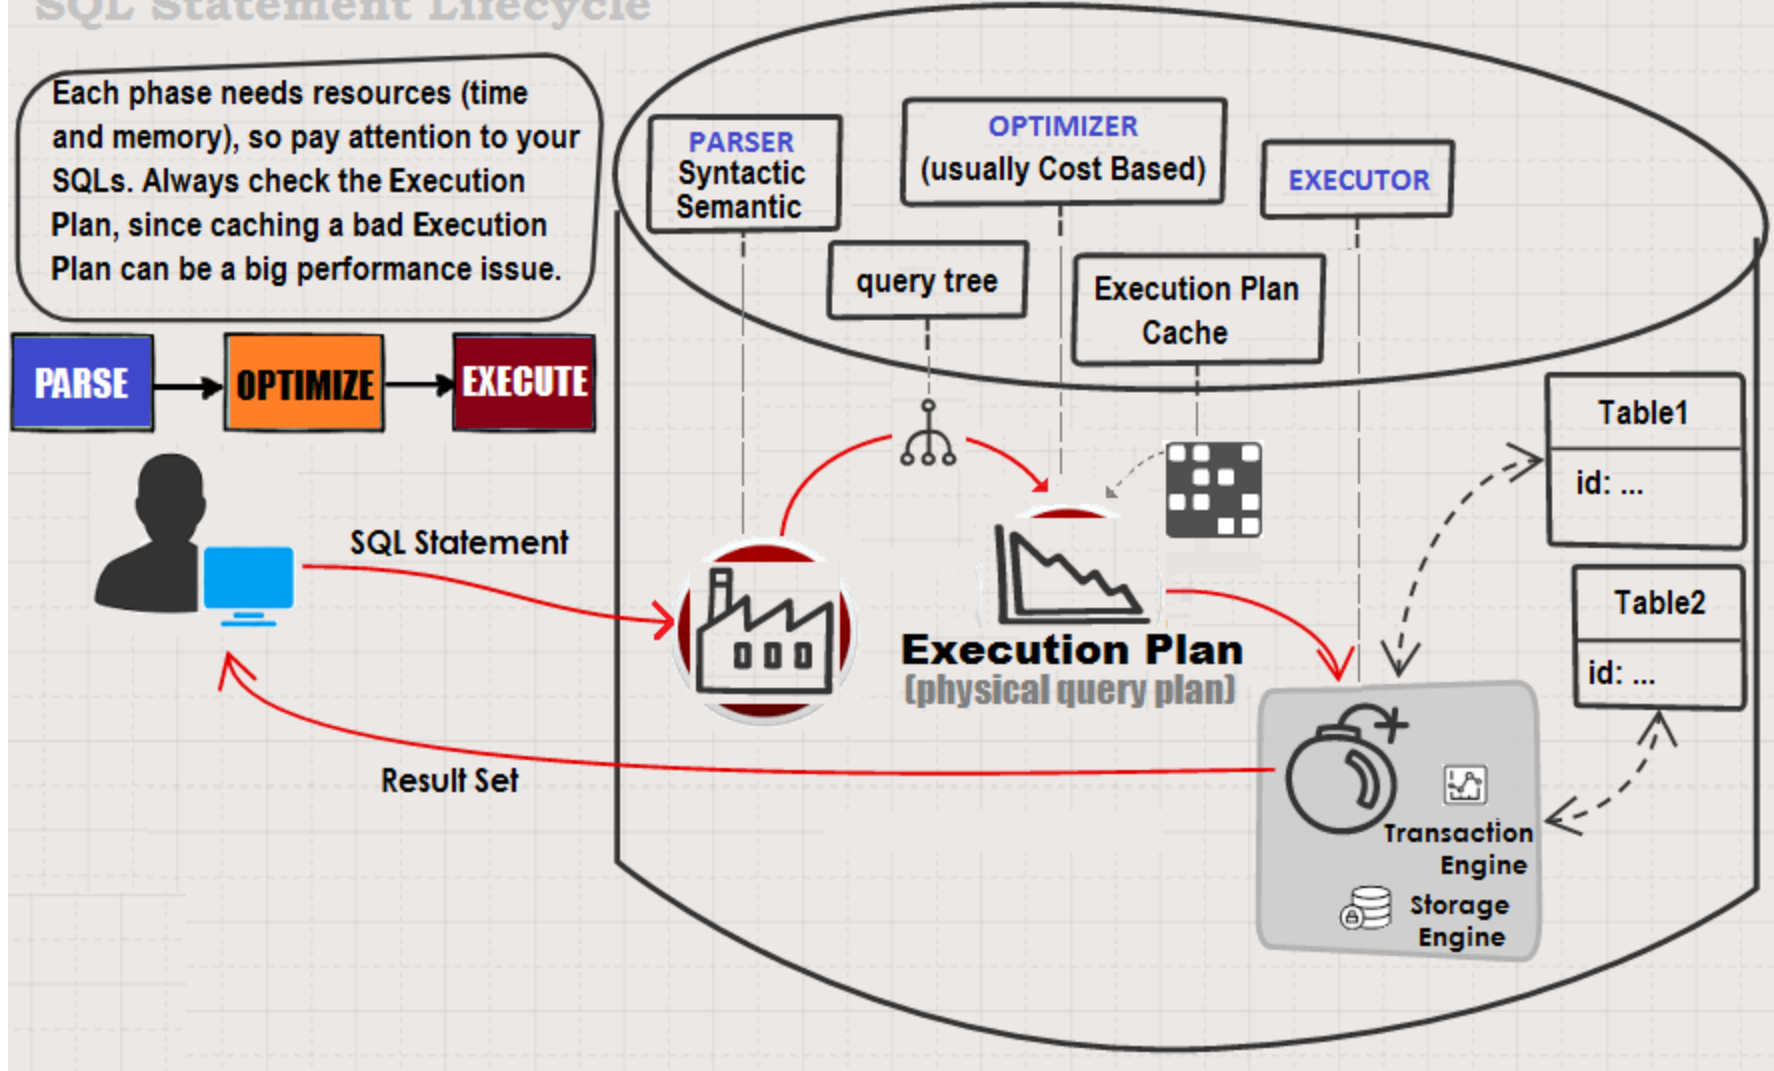 SQL Statement Lifecycle
Each phase needs resources (time
and memory), so pay attention to your
SQLs. Always check the Execution
Plan, since caching a bad Execution
Plan can be a big performance issue.
PARSE
OPTIMIZE
EXECUTE
PARSER
Syntactic
Semantic
OPTIMIZER
(usually Cost Based)
EXECUTOR
query tree
Execution Plan
Cache
Table1
id: ...
Table2
id: ...
SQL Statement
Execution Plan
(physical query plan)
Result Set
Transaction
Engine
Storage
Engine